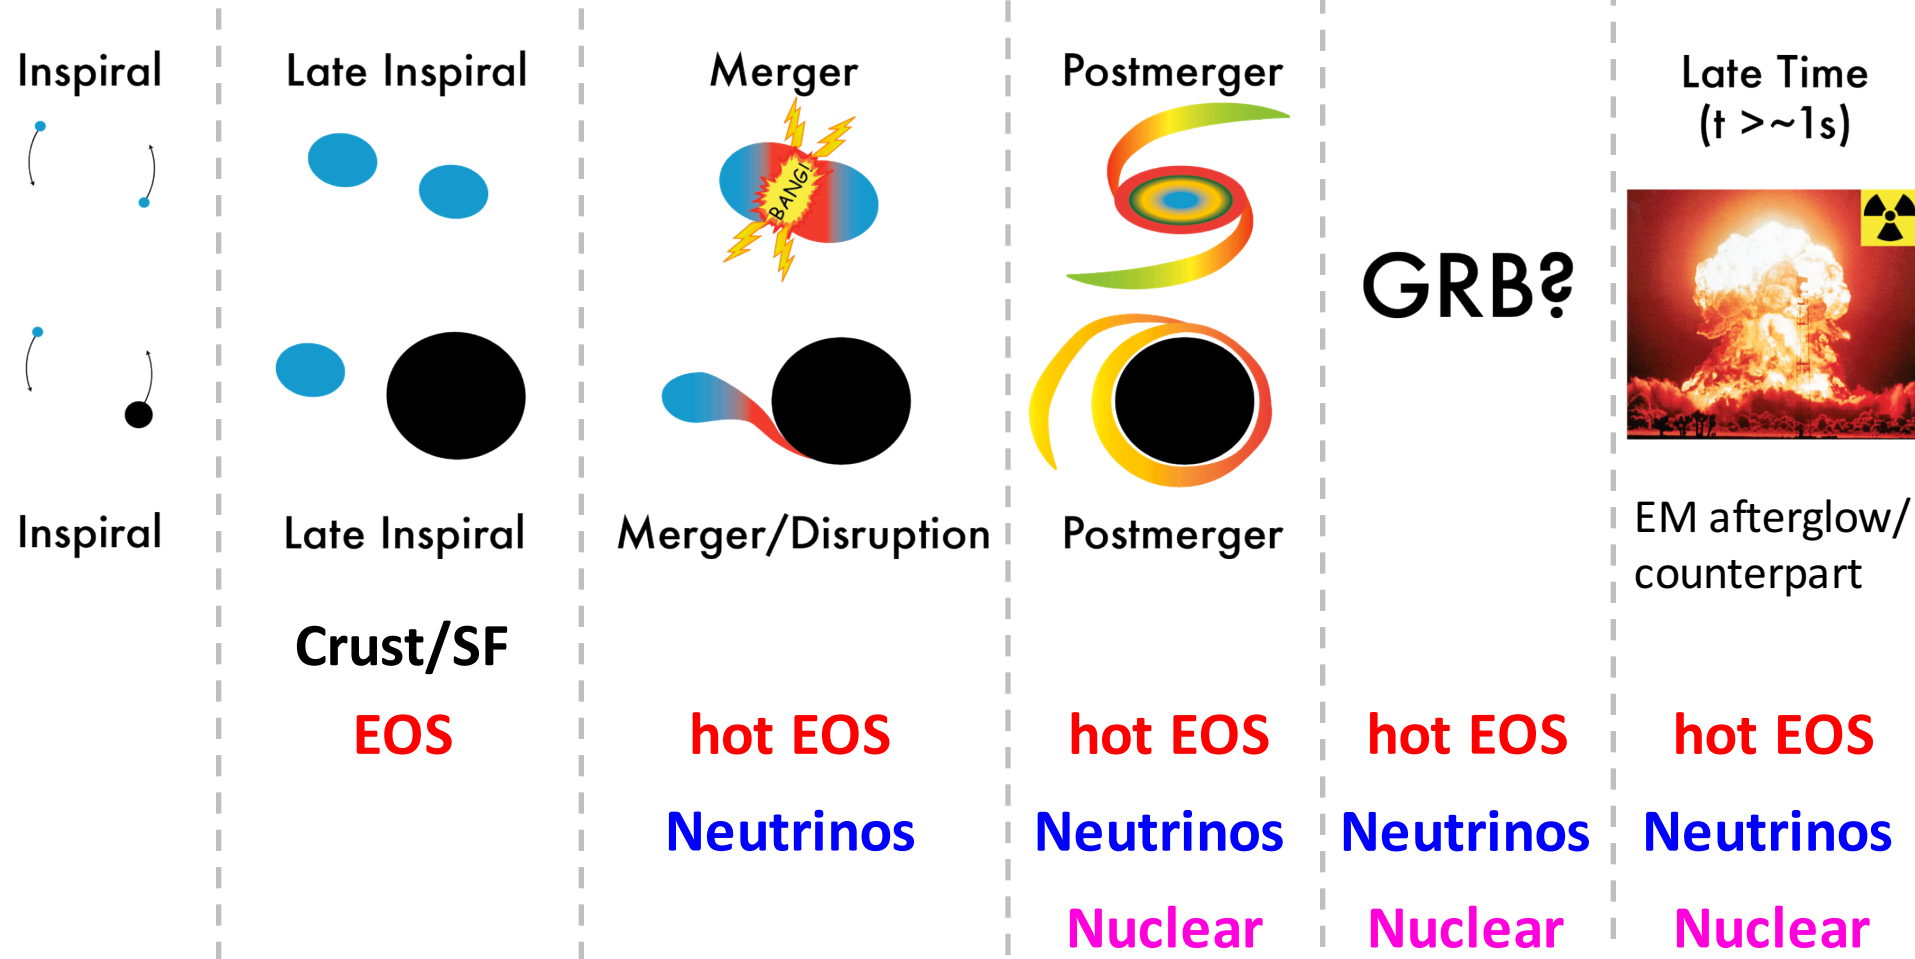 Inspiral
Late Inspiral
Merger
Postmerger
Late Time
(t >~1s)
BANG!
GRB?
Inspiral
Late Inspiral
Merger/Disruption
Postmerger
EM afterglow/
counterpart
Crust/SF
EOS
hot EOS
hot EOS
hot EOS
hot EOS
Neutrinos
Neutrinos
Neutrinos
Neutrinos
Nuclear
Nuclear
Nuclear